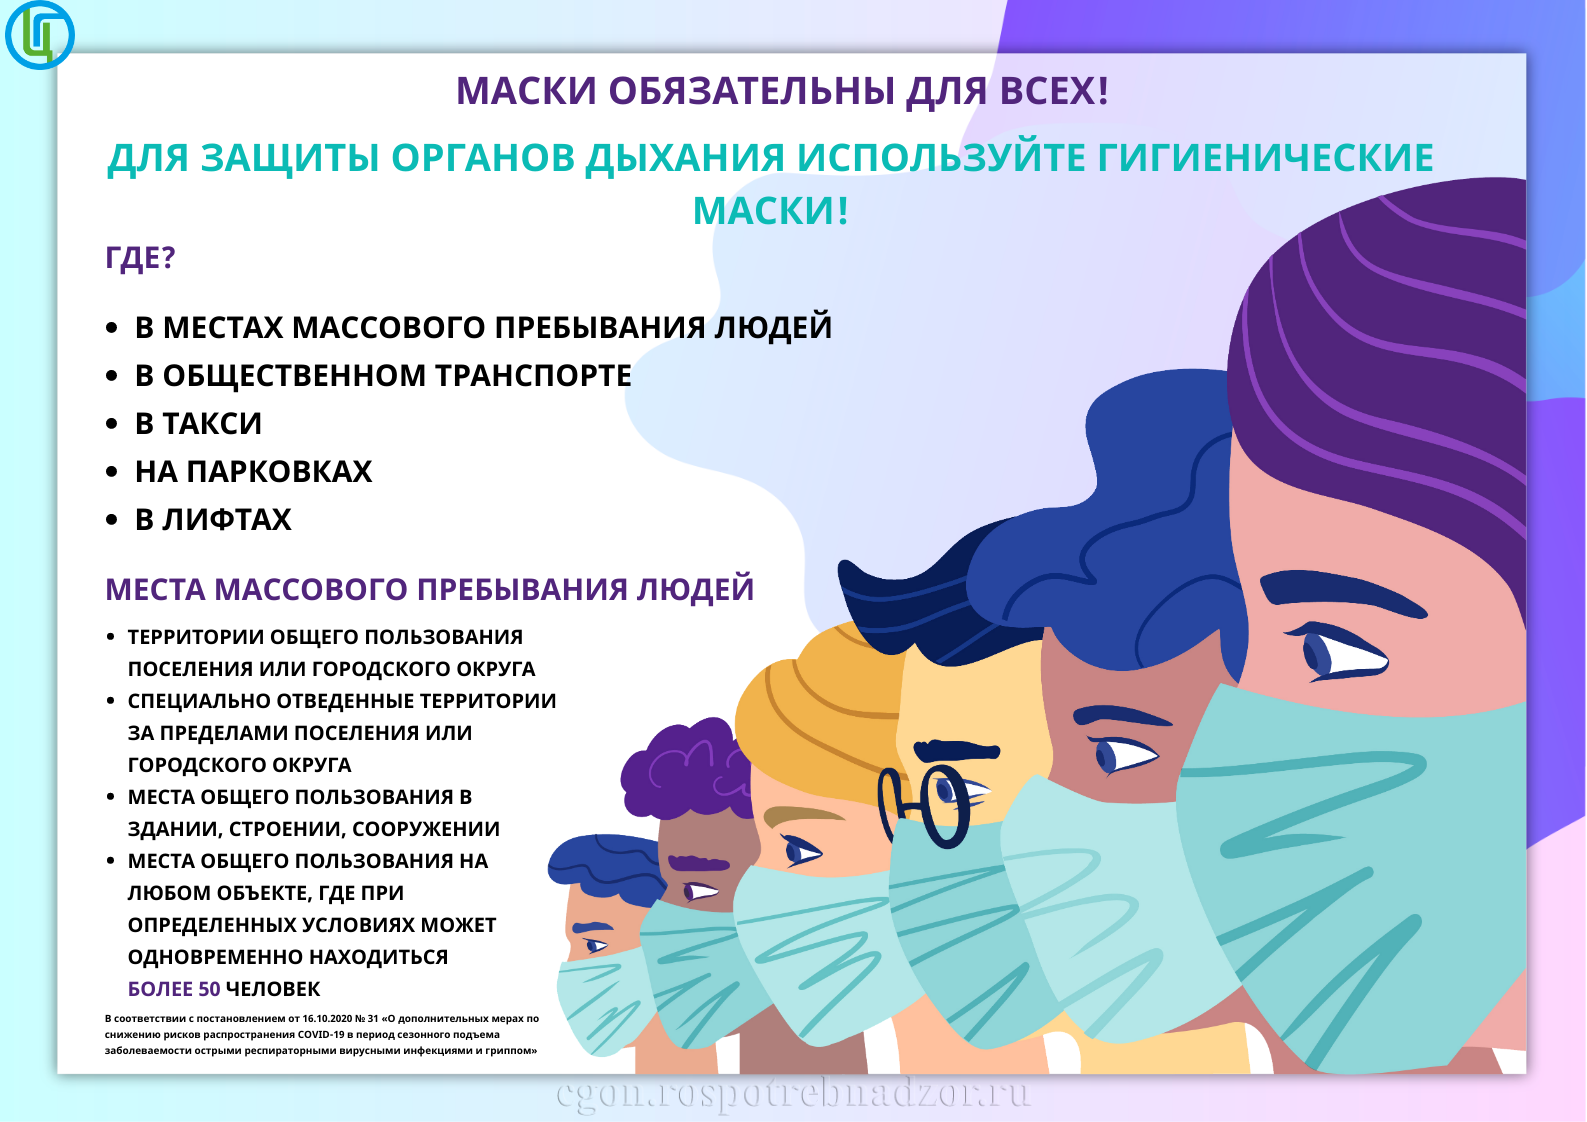 МАСКИ ОБЯЗАТЕЛЬНЫ ДЛЯ ВСЕХ!
ДЛЯ ЗАЩИТЫ ОРГАНОВ ДЫХАНИЯ ИСПОЛЬЗУЙТЕ ГИГИЕНИЧЕСКИЕ
МАСКИ!
ГДЕ?
• В МЕСТАХ МАССОВОГО ПРЕБЫВАНИЯ ЛЮДЕЙ
• В ОБЩЕСТВЕННОМ ТРАНСПОРТЕ
• В ТАКСИ
• НА ПАРКОВКАХ
• В ЛИФТАХ
МЕСТА МАССОВОГО ПРЕБЫВАНИЯ ЛЮДЕЙ
• ТЕРРИТОРИИ ОБЩЕГО ПОЛЬЗОВАНИЯ
ПОСЕЛЕНИЯ ИЛИ ГОРОДСКОГО ОКРУГА
• СПЕЦИАЛЬНО ОТВЕДЕННЫЕ ТЕРРИТОРИИ
ЗА ПРЕДЕЛАМИ ПОСЕЛЕНИЯ ИЛИ
ГОРОДСКОГО ОКРУГА
• МЕСТА ОБЩЕГО ПОЛЬЗОВАНИЯ В
ЗДАНИИ, СТРОЕНИИ, СООРУЖЕНИИ
• МЕСТА ОБЩЕГО ПОЛЬЗОВАНИЯ НА
ЛЮБОМ ОБЪЕКТЕ, ГДЕ ПРИ
ОПРЕДЕЛЕННЫХ УСЛОВИЯХ МОЖЕТ
ОДНОВРЕМЕННО НАХОДИТЬСЯ
БОЛЕЕ 50 ЧЕЛОВЕК
В соответствии с постановлением от 16.10.2020 № 31 «О дополнительных мерах по
снижению рисков распространения COVID-19 в период сезонного подъема
заболеваемости острыми респираторными вирусными инфекциями и гриппом»
cgon.rospotrebnadzor.ru